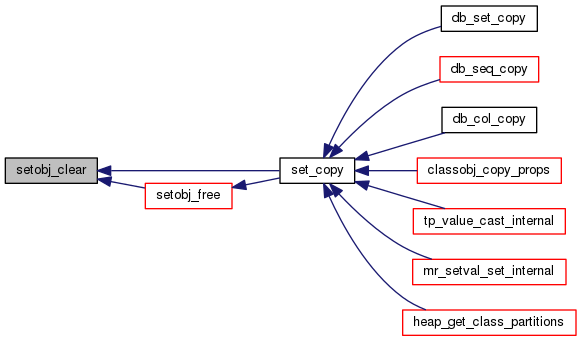 setobj_clear
setobj_free
set_copy
db_set_copy
db_seq_copy
db_col_copy
classobj_copy_props
tp_value_cast_internal
mr_setval_set_internal
heap_get_class_partitions